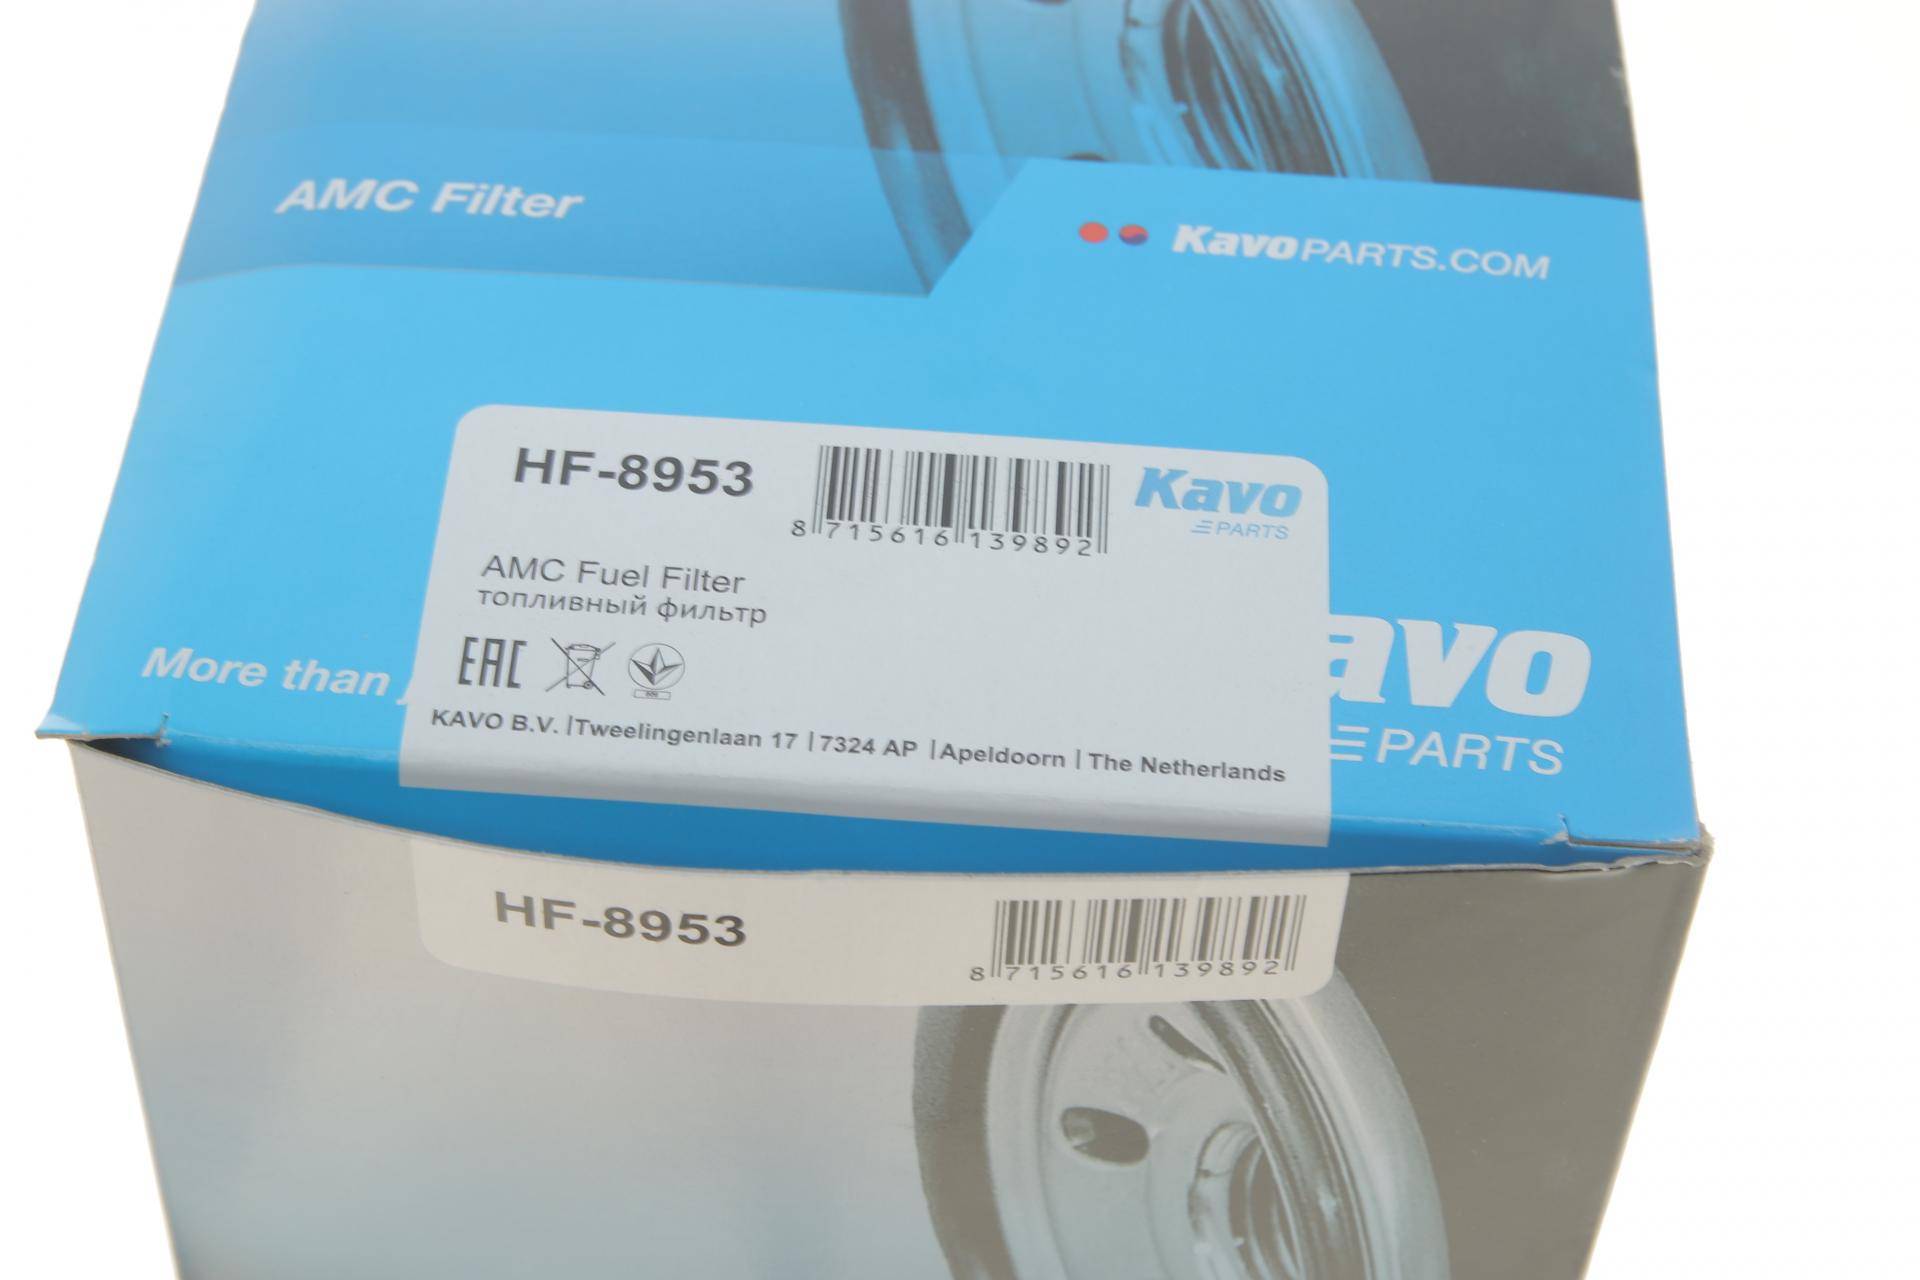 AMC Filter
KavoPARTS.COM
HF-8953
8 715616 139892
Kavo
PARTS
AMC Fuel Filter
топливный фильтр
EAC
More than
avo
PARTS
KAVO B.V. |Tweelingenlaan 17 |7324 AP |Apeldoorn | The Netherlands
HF-8953
8 715616 139892